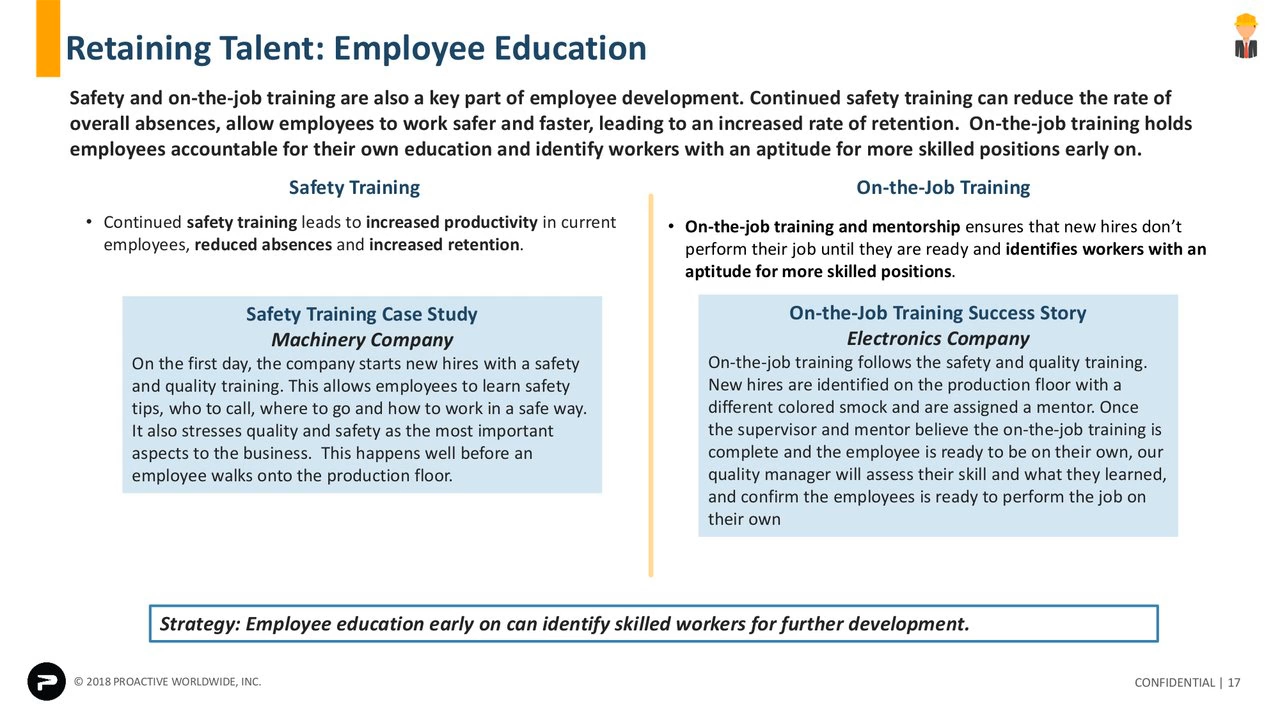 Retaining Talent: Employee Education
Safety and on-the-job training are also a key part of employee development. Continued safety training can reduce the rate of
overall absences, allow employees to work safer and faster, leading to an increased rate of retention.  On-the-job training holds
employees accountable for their own education and identify workers with an aptitude for more skilled positions early on.
Safety Training
• Continued safety training leads to increased productivity in current
employees, reduced absences and increased retention.
Safety Training Case Study
Machinery Company
On the first day, the company starts new hires with a safety
and quality training. This allows employees to learn safety
tips, who to call, where to go and how to work in a safe way.
It also stresses quality and safety as the most important
aspects to the business.  This happens well before an
employee walks onto the production floor.
On-the-Job Training
• On-the-job training and mentorship ensures that new hires don’t
perform their job until they are ready and identifies workers with an
aptitude for more skilled positions.
On-the-Job Training Success Story
Electronics Company
On-the-job training follows the safety and quality training.
New hires are identified on the production floor with a
different colored smock and are assigned a mentor. Once
the supervisor and mentor believe the on-the-job training is
complete and the employee is ready to be on their own, our
quality manager will assess their skill and what they learned,
and confirm the employees is ready to perform the job on
their own
Strategy: Employee education early on can identify skilled workers for further development.
© 2018 PROACTIVE WORLDWIDE, INC.
CONFIDENTIAL | 17